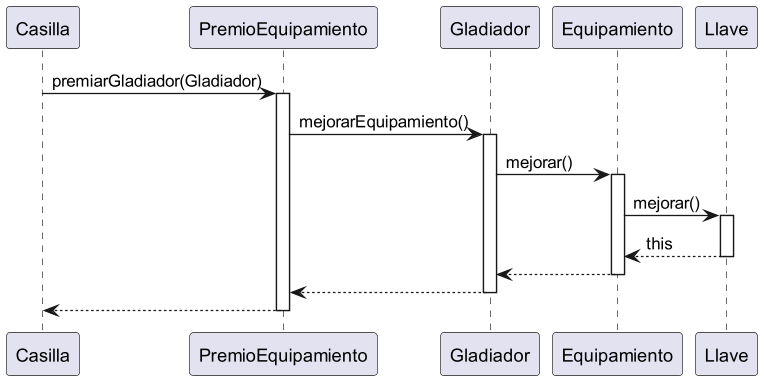 Casilla PremioEquipamiento Gladiador Equipamiento Llave
premiarGladiador(Gladiador)
mejorarEquipamiento()
mejorar()
mejorar()
this
Casilla PremioEquipamiento Gladiador Equipamiento Llave